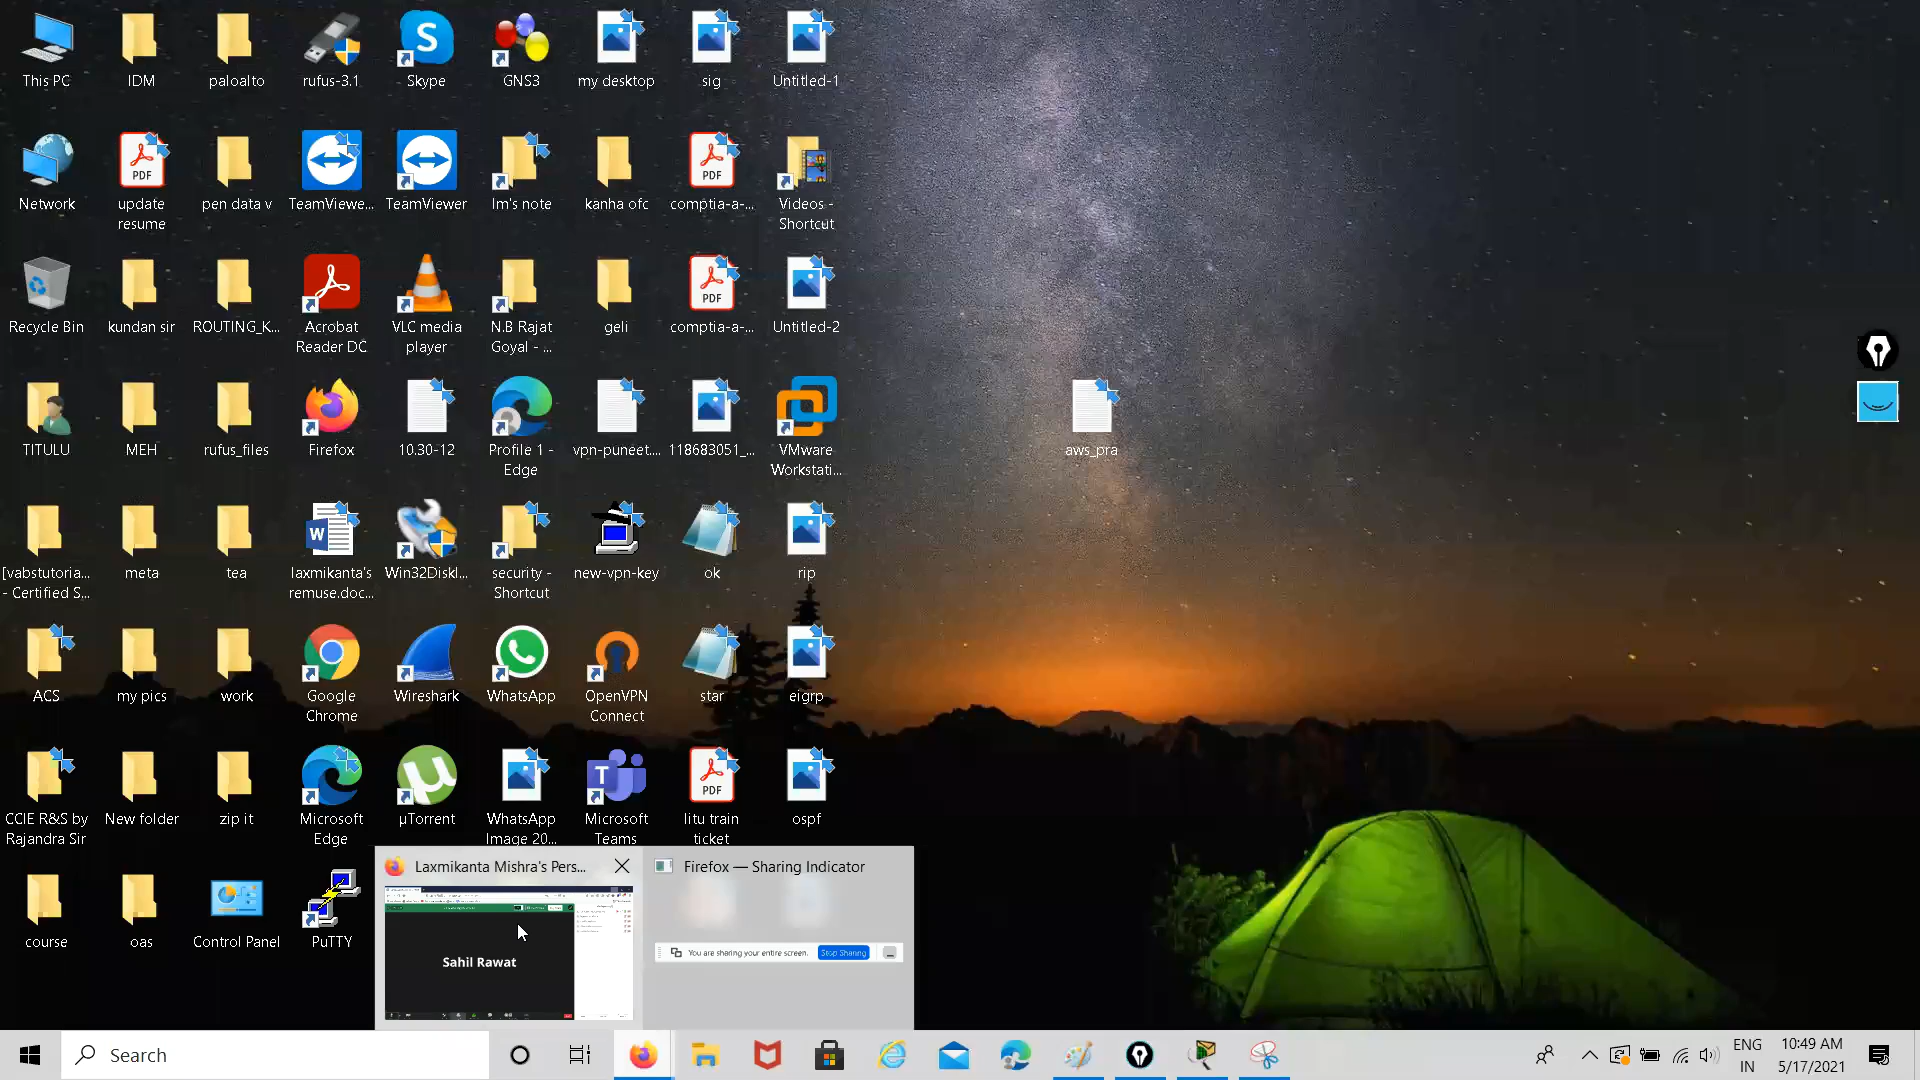 This PC
IDM
paloalto
rufus-3.1
Skype
GNS3
my desktop
sig
Untitled-1
Network
PDF
update
resume
pen data v
TeamViewe...
TeamViewer
lm's note
kanha ofc
PDF
comptia-a-...
Videos -
Shortcut
Recycle Bin
kundan sir
ROUTING_K...
Acrobat
Reader DC
VLC media
player
N.B Rajat
Goyal - ...
geli
PDF
comptia-a-...
Untitled-2
TITULU
MEH
rufus_files
Firefox
10.30-12
Profile 1 -
Edge
vpn-puneet....
118683051_...
VMware
Workstati...
aws_pra
[vabstutoria...
- Certified S...
meta
tea
laxmikanta's
remuse.doc...
Win32DiskI...
security -
Shortcut
new-vpn-key
ok
rip
ACS
my pics
work
Google
Chrome
Wireshark
WhatsApp
OpenVPN
Connect
star
eigrp
CCIE R&S by
Rajendra Sir
New folder
zip it
Microsoft
Edge
µTorrent
WhatsApp
Image 20...
Microsoft
Teams
PDF
litu train
ticket
ospf
course
oas
Control Panel
PuTTY
Laxmikanta Mishra's Pers...
Firefox — Sharing Indicator
Sahil Rawat
You are sharing your entire screen.
Stop Sharing
Search
ENG
IN
10:49 AM
5/17/2021